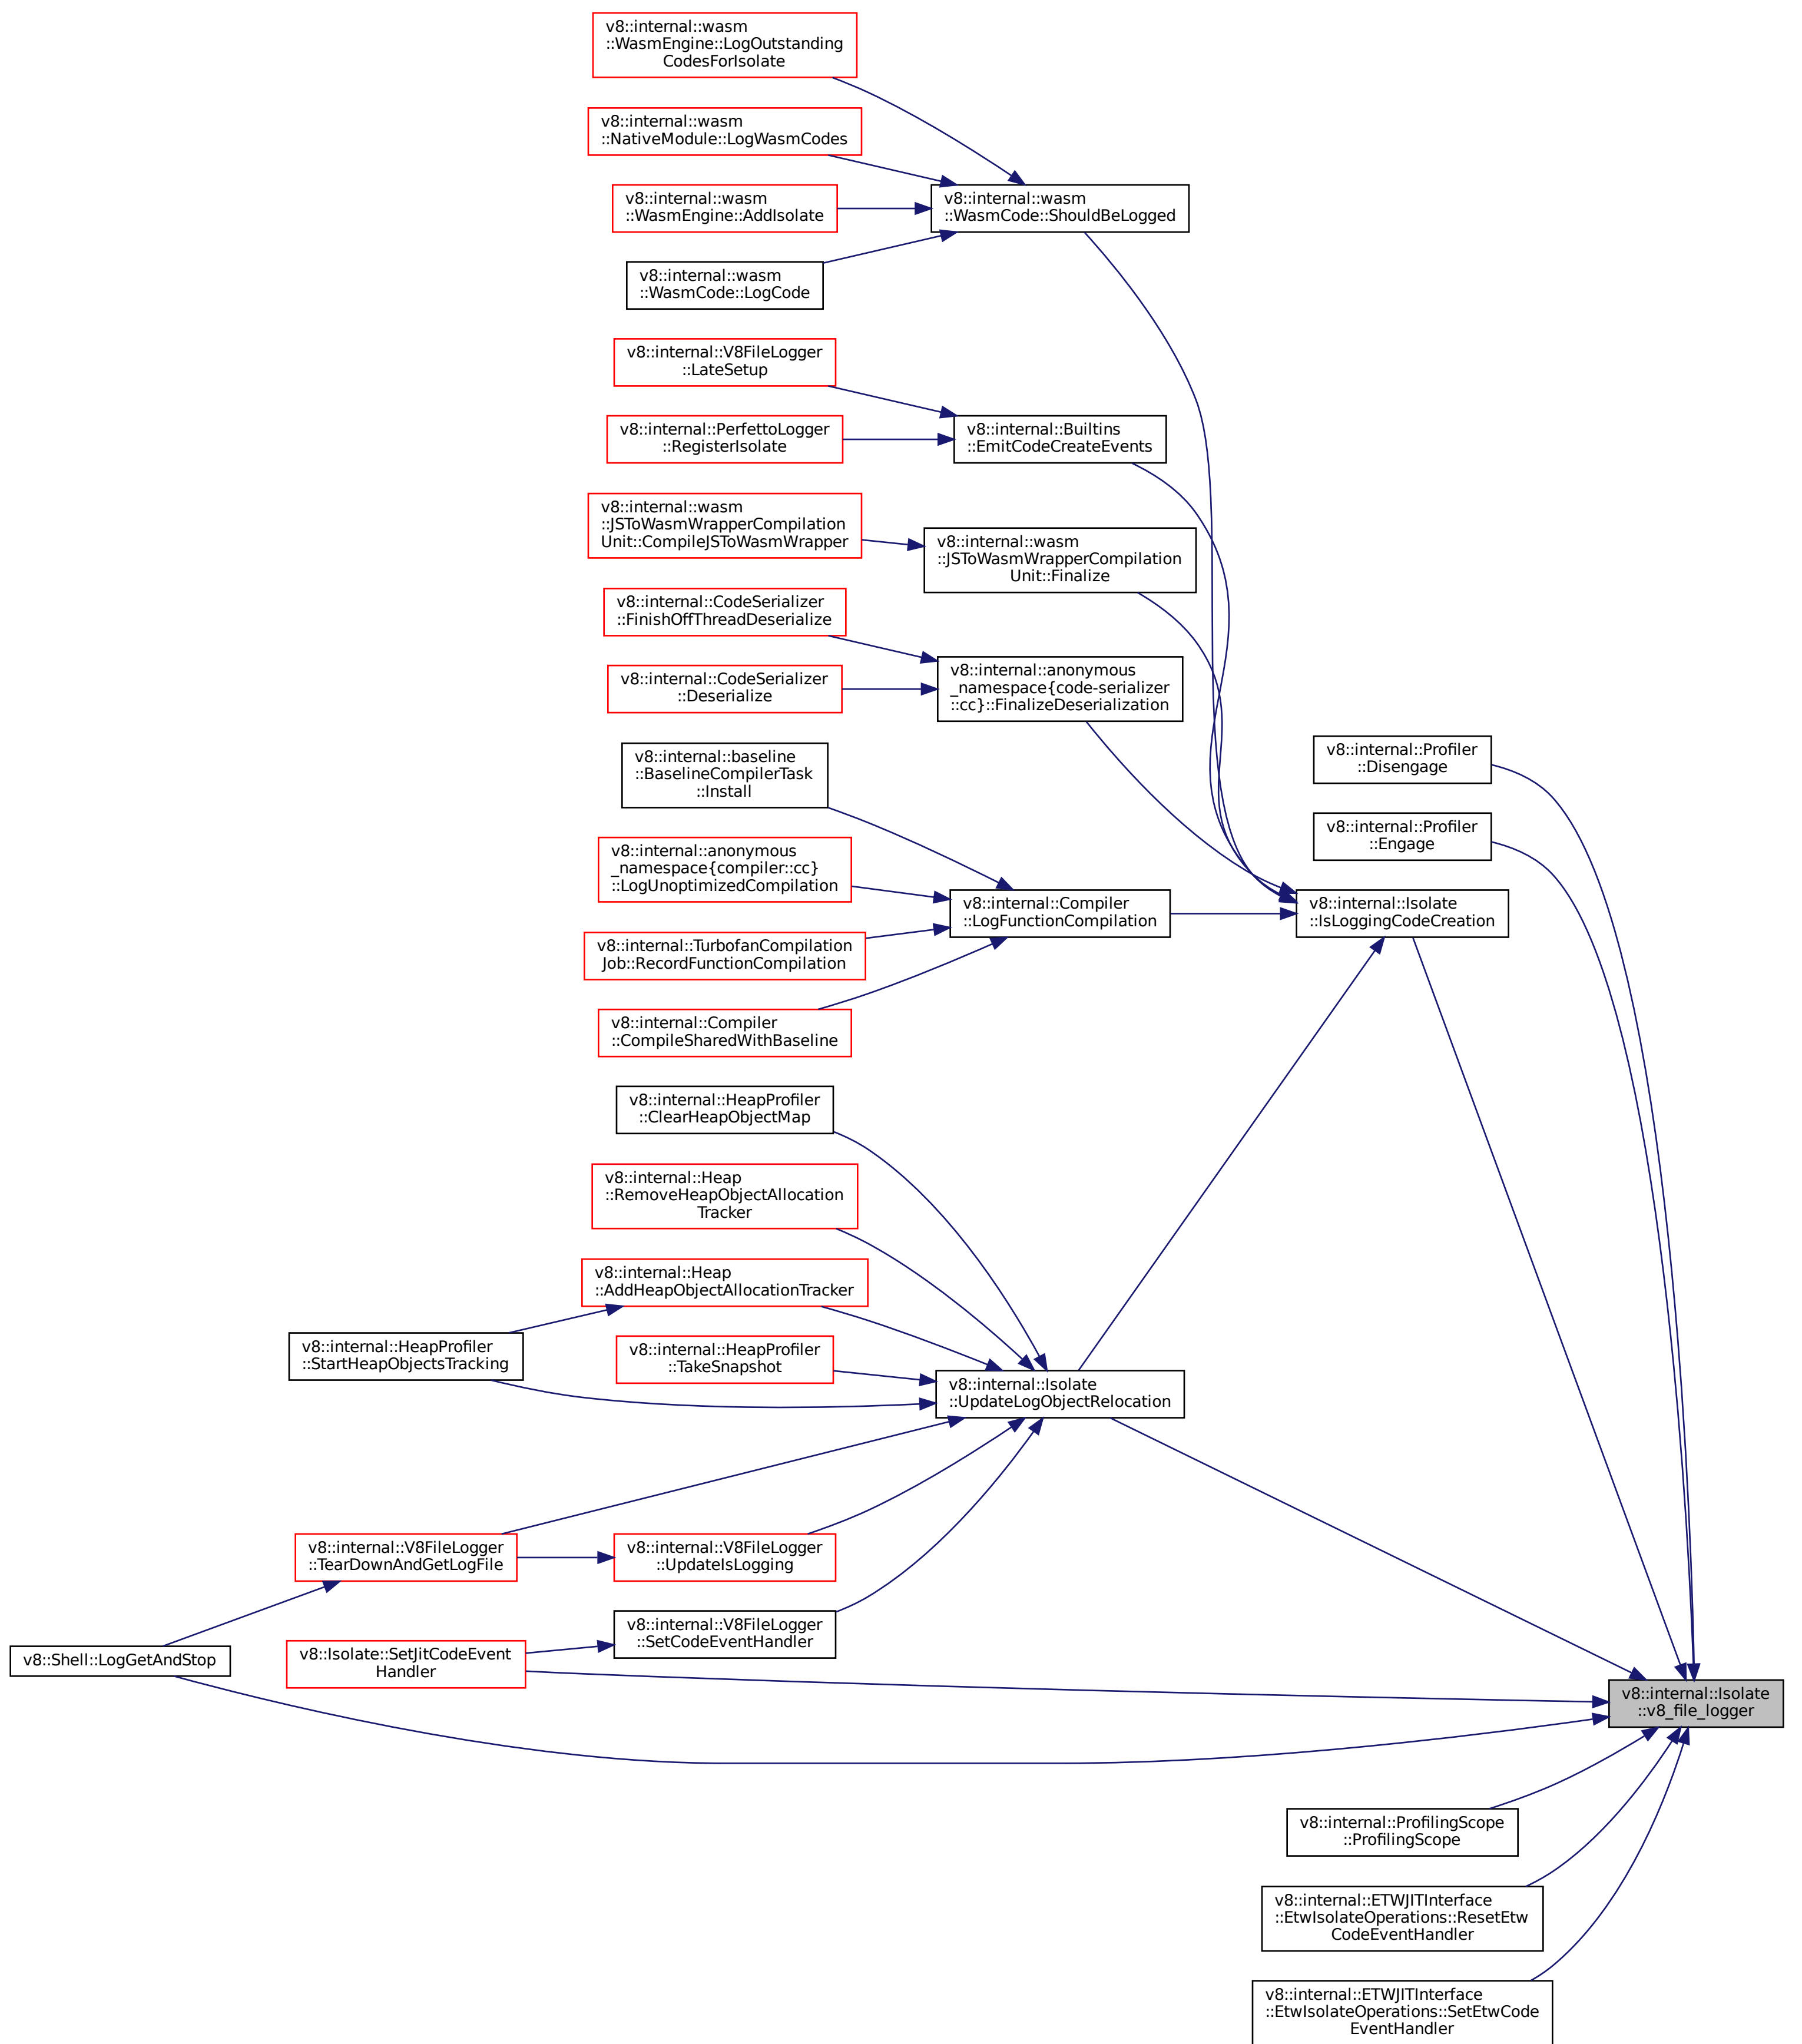 v8::internal::wasm
::WasmEngine::LogOutstanding
CodesForIsolate
v8::internal::wasm
::NativeModule::LogWasmCodes
v8::internal::wasm
::WasmEngine::AddIsolate
v8::internal::wasm
::WasmCode::ShouldBeLogged
v8::internal::wasm
::WasmCode::LogCode
v8::internal::V8FileLogger
::LateSetup
v8::internal::PerfettoLogger
::RegisterIsolate
v8::internal::Builtins
::EmitCodeCreateEvents
v8::internal::wasm
::JSToWasmWrapperCompilation
Unit::CompileJSToWasmWrapper
v8::internal::wasm
::JSToWasmWrapperCompilation
Unit::Finalize
v8::internal::CodeSerializer
::FinishOffThreadDeserialize
v8::internal::CodeSerializer
::Deserialize
v8::internal::anonymous
_namespace{code-serializer
::cc}::FinalizeDeserialization
v8::internal::baseline
::BaselineCompilerTask
::Install
v8::internal::Profiler
::Disengage
v8::internal::Profiler
::Engage
v8::internal::anonymous
_namespace{compiler::cc}
::LogUnoptimizedCompilation
v8::internal::Compiler
::LogFunctionCompilation
v8::internal::Isolate
::IsLoggingCodeCreation
v8::internal::TurbofanCompilation
Job::RecordFunctionCompilation
v8::internal::Compiler
::CompileSharedWithBaseline
v8::internal::HeapProfiler
::ClearHeapObjectMap
v8::internal::Heap
::RemoveHeapObjectAllocation
Tracker
v8::internal::Heap
::AddHeapObjectAllocationTracker
v8::internal::HeapProfiler
::StartHeapObjectsTracking
v8::internal::HeapProfiler
::TakeSnapshot
v8::internal::Isolate
::UpdateLogObjectRelocation
v8::internal::V8FileLogger
::TearDownAndGetLogFile
v8::internal::V8FileLogger
::UpdateIsLogging
v8::internal::V8FileLogger
::SetCodeEventHandler
v8::Shell::LogGetAndStop
v8::Isolate::SetJitCodeEvent
Handler
v8::internal::Isolate
::v8_file_logger
v8::internal::ProfilingScope
::ProfilingScope
v8::internal::ETWJITInterface
::EtwIsolateOperations::ResetEtw
CodeEventHandler
v8::internal::ETWJITInterface
::EtwIsolateOperations::SetEtwCode
EventHandler